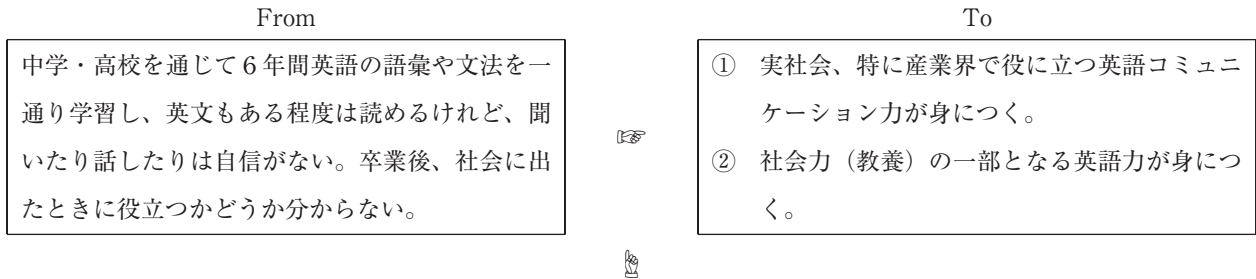 From
中学・高校を通じて６年間英語の語彙や文法を一
通り学習し、英文もある程度は読めるけれど、聞
いたり話したりは自信がない。卒業後、社会に出
たときに役立つかどうか分からない。
☞
To
① 実社会、特に産業界で役に立つ英語コミュニ
ケーション力が身につく。
② 社会力（教養）の一部となる英語力が身につ
く。
☝